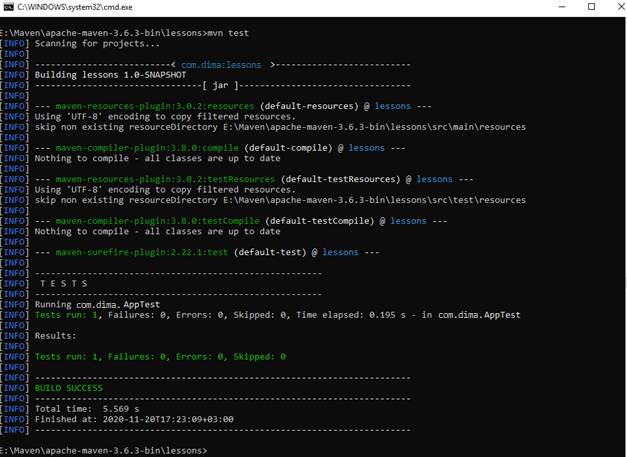 C:\WINDOWS\system32\cmd.exe
E:\Maven\apache-maven-3.6.3-bin\lessons>mvn test
[INFO] Scanning for projects...
[INFO]
[INFO] --------------------------< com.dima:lessons >--------------------------
[INFO] Building lessons 1.0-SNAPSHOT
[INFO] --------------------------------[ jar ]---------------------------------
[INFO]
[INFO] --- maven-resources-plugin:3.0.2:resources (default-resources) @ lessons ---
[INFO] Using 'UTF-8' encoding to copy filtered resources.
[INFO] skip non existing resourceDirectory E:\Maven\apache-maven-3.6.3-bin\lessons\src\main\resources
[INFO]
[INFO] --- maven-compiler-plugin:3.8.0:compile (default-compile) @ lessons ---
[INFO] Nothing to compile - all classes are up to date
[INFO]
[INFO] --- maven-resources-plugin:3.0.2:testResources (default-testResources) @ lessons ---
[INFO] Using 'UTF-8' encoding to copy filtered resources.
[INFO] skip non existing resourceDirectory E:\Maven\apache-maven-3.6.3-bin\lessons\src\test\resources
[INFO]
[INFO] --- maven-compiler-plugin:3.8.0:testCompile (default-testCompile) @ lessons ---
[INFO] Nothing to compile - all classes are up to date
[INFO]
[INFO] --- maven-surefire-plugin:2.22.1:test (default-test) @ lessons ---
[INFO]
[INFO] -------------------------------------------------------
[INFO]  T E S T S
[INFO] -------------------------------------------------------
[INFO] Running com.dima.AppTest
[INFO] Tests run: 1, Failures: 0, Errors: 0, Skipped: 0, Time elapsed: 0.195 s - in com.dima.AppTest
[INFO]
[INFO] Results:
[INFO]
[INFO] Tests run: 1, Failures: 0, Errors: 0, Skipped: 0
[INFO]
[INFO] ------------------------------------------------------------------------
[INFO] BUILD SUCCESS
[INFO] ------------------------------------------------------------------------
[INFO] Total time:  5.569 s
[INFO] Finished at: 2020-11-20T17:23:09+03:00
[INFO] ------------------------------------------------------------------------
E:\Maven\apache-maven-3.6.3-bin\lessons>